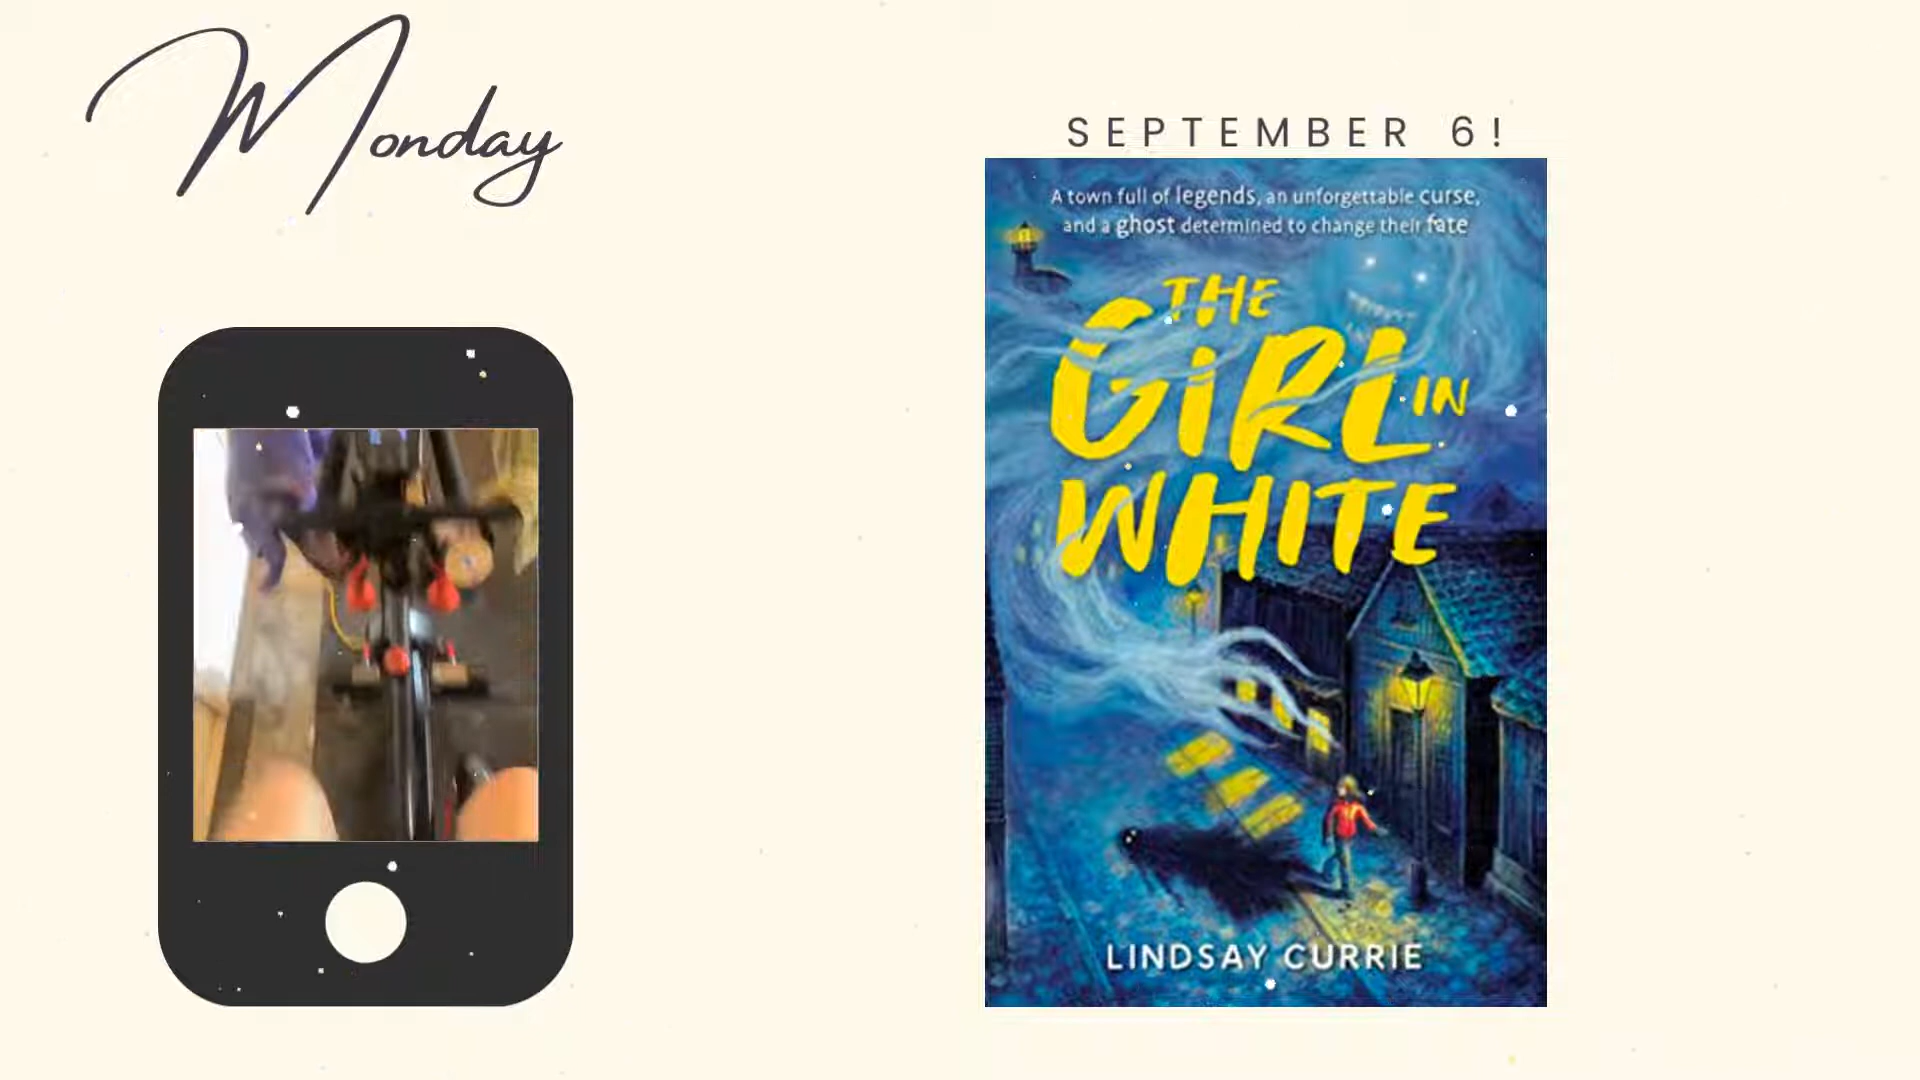 Monday
SEPTEMBER 6!
A town full of legends, an unforgettable curse,
and a ghost determined to change their fate
THE
GiRL IN
WHITE
LINDSAY CURRIE